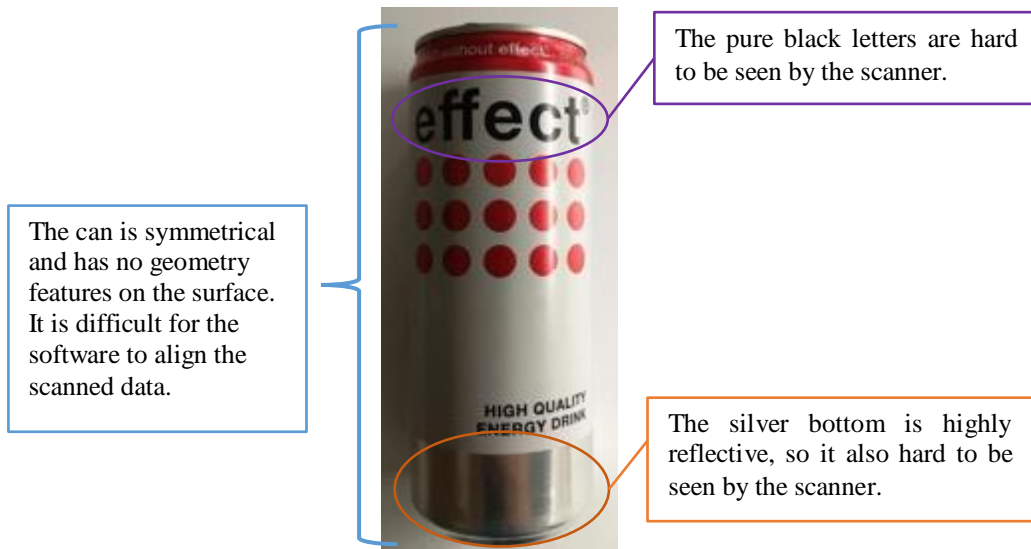 The pure black letters are hard
to be seen by the scanner.
without effect.
effect®
The can is symmetrical
and has no geometry
features on the surface.
It is difficult for the
software to align the
scanned data.
HIGH QUALITY
ENERGY DRINK
The silver bottom is highly
reflective, so it also hard to be
seen by the scanner.